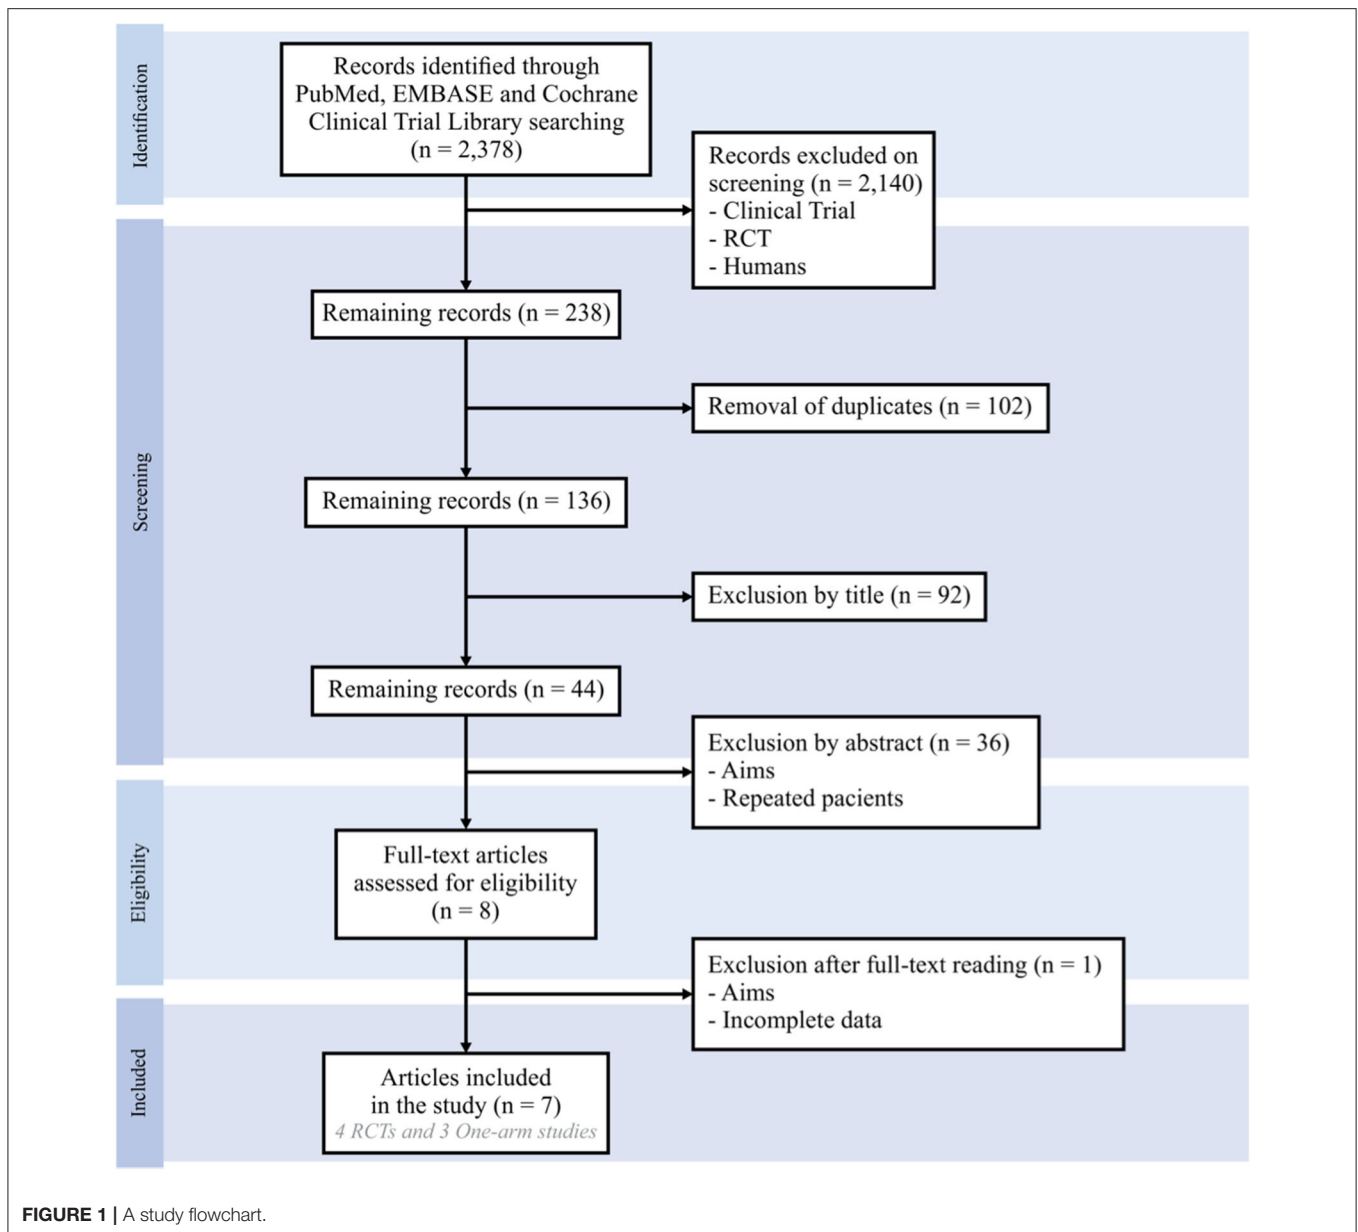 Identification
Records identified through
PubMed, EMBASE and Cochrane
Clinical Trial Library searching
(n = 2,378)
Records excluded on
screening (n = 2,140)
- Clinical Trial
- RCT
- Humans
Screening
Remaining records (n = 238)
Removal of duplicates (n = 102)
Remaining records (n = 136)
Exclusion by title (n = 92)
Remaining records (n = 44)
Exclusion by abstract (n = 36)
- Aims
- Repeated pacients
Eligibility
Full-text articles
assessed for eligibility
(n = 8)
Exclusion after full-text reading (n = 1)
- Aims
- Incomplete data
Included
Articles included
in the study (n = 7)
4 RCTs and 3 One-arm studies
FIGURE 1 | A study flowchart.